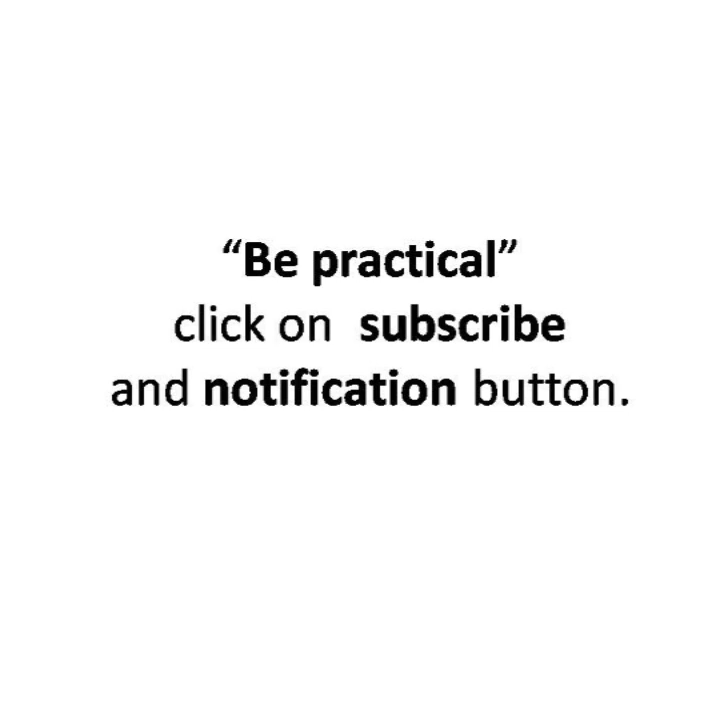 “Be practical”
click on subscribe
and notification button.